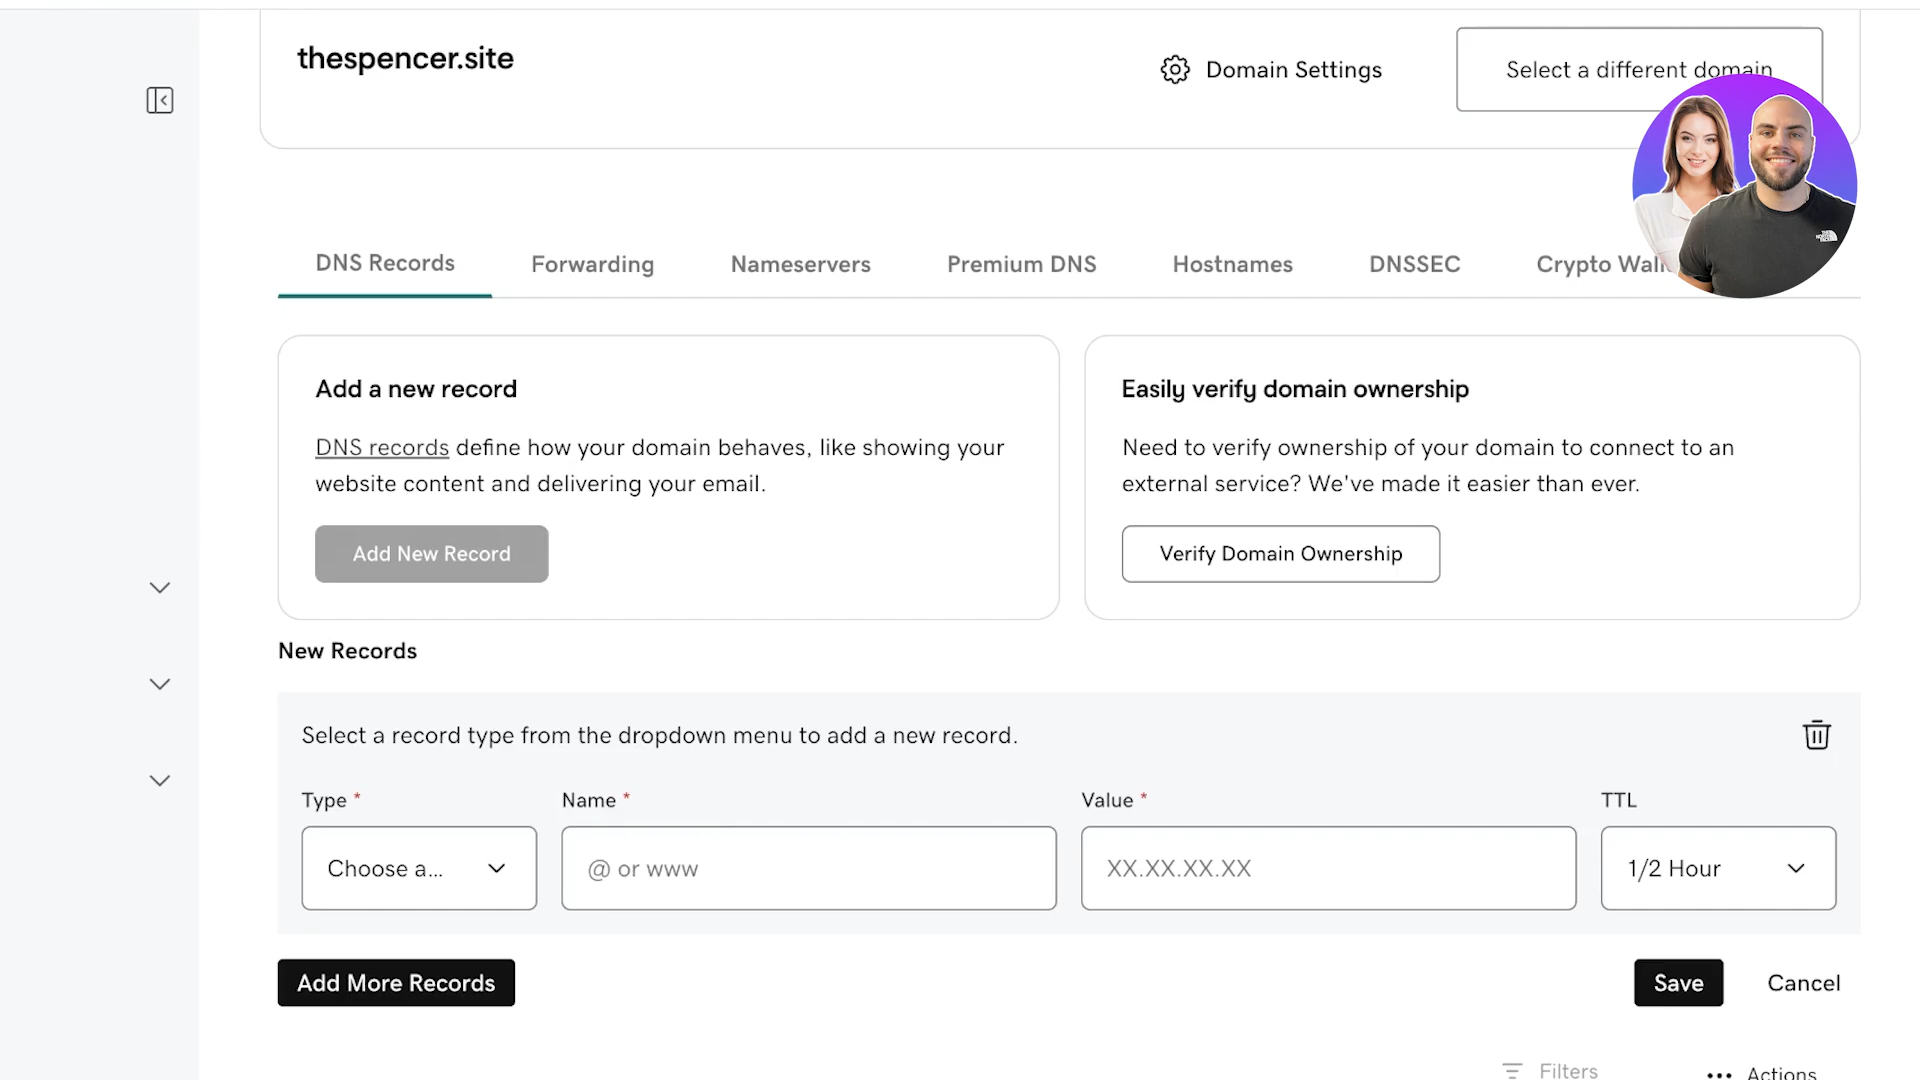 thespencer.site
Domain Settings
Select a different domain
DNS Records
Forwarding
Nameservers
Premium DNS
Hostnames
DNSSEC
Crypto Wall
Add a new record
DNS records define how your domain behaves, like showing your
website content and delivering your email.
Add New Record
Easily verify domain ownership
Need to verify ownership of your domain to connect to an
external service? We've made it easier than ever.
Verify Domain Ownership
New Records
Select a record type from the dropdown menu to add a new record.
Type *
Name *
Value *
TTL
Choose a...
@ or www
XX.XX.XX.XX
1/2 Hour
Add More Records
Save
Cancel
Filters
Actions